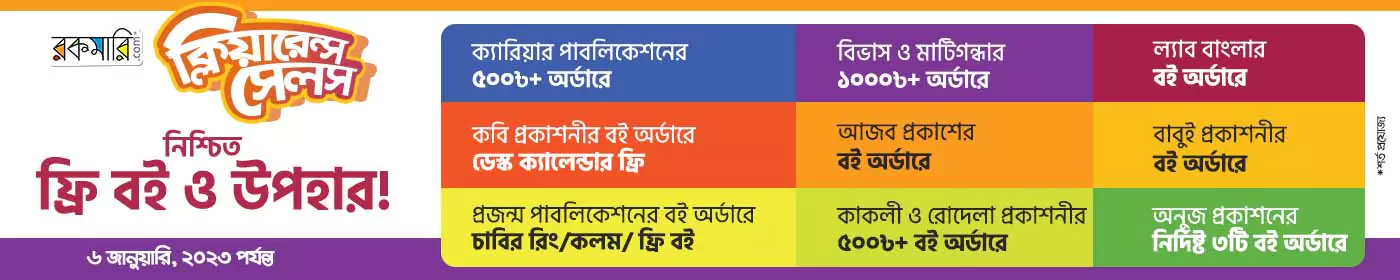 রকমারি.com
ক্লিয়ারেন্স
সেলস
নিশ্চিত
ফ্রি বই ও উপহার!
৬ জানুয়ারি, ২০২৩ পর্যন্ত
ক্যারিয়ার পাবলিকেশনের
৫০০৳+ অর্ডারে
বিভাস ও মাটিগন্ধার
১০০০৳+ অর্ডারে
ল্যাব বাংলার
বই অর্ডারে
কবি প্রকাশনীর বই অর্ডারে
ডেস্ক ক্যালেন্ডার ফ্রি
আজব প্রকাশের
বই অর্ডারে
বাবুই প্রকাশনীর
বই অর্ডারে
প্রজন্ম পাবলিকেশনের বই অর্ডারে
চাবির রিং/কলম/ ফ্রি বই
কাকলী ও রোদেলা প্রকাশনীর
৫০০৳+ বই অর্ডারে
অনুজ প্রকাশনের
নির্দিষ্ট ৩টি বই অর্ডারে
*শর্ত প্রযোজ্য